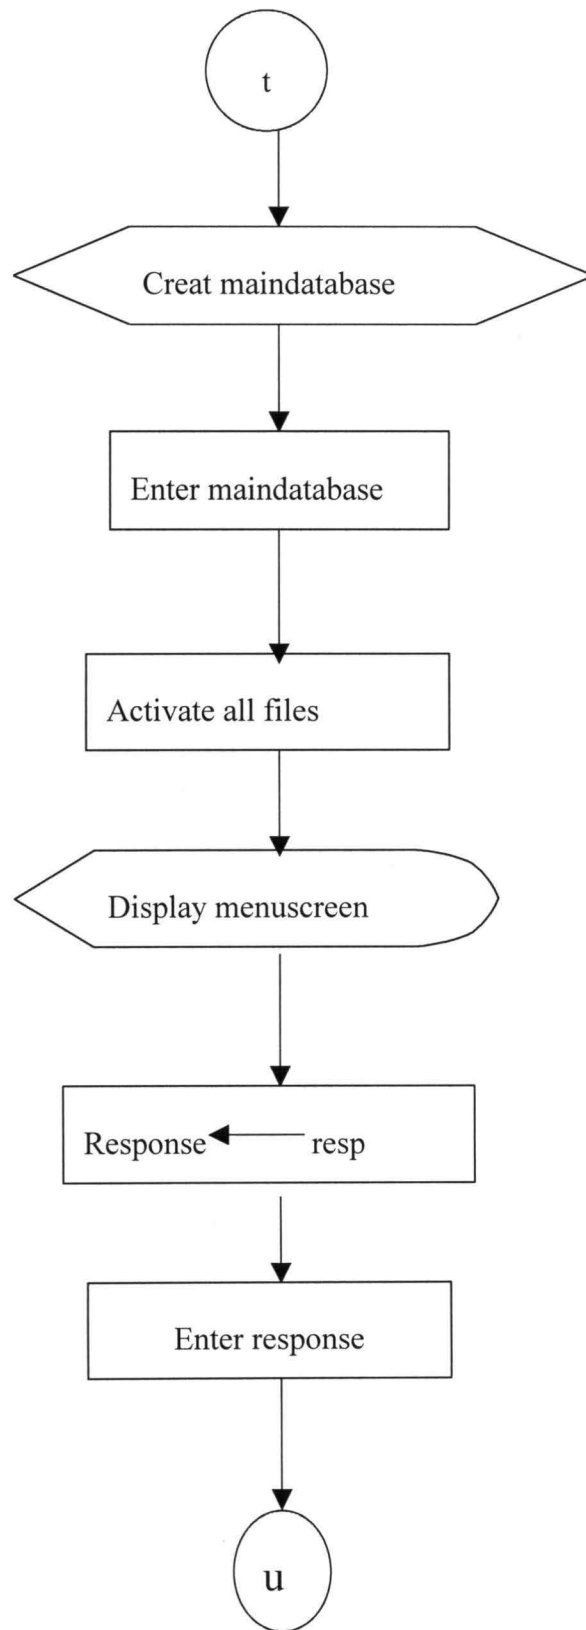 t
Creat maindatabase
Enter maindatabase
Activate all files
Display menuscreen
Response ← resp
Enter response
u